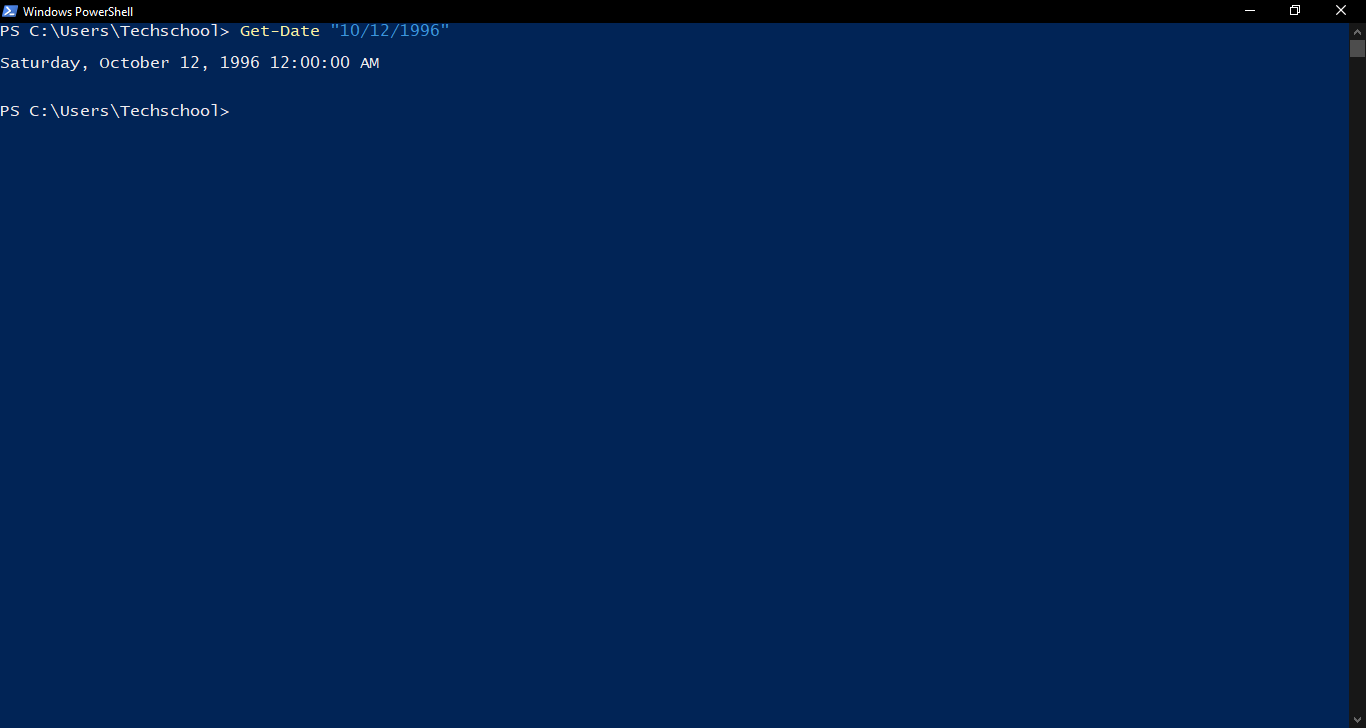 Windows PowerShell
PS C:\Users\Techschool> Get-Date "10/12/1996"
Saturday, October 12, 1996 12:00:00 AM
PS C:\Users\Techschool>